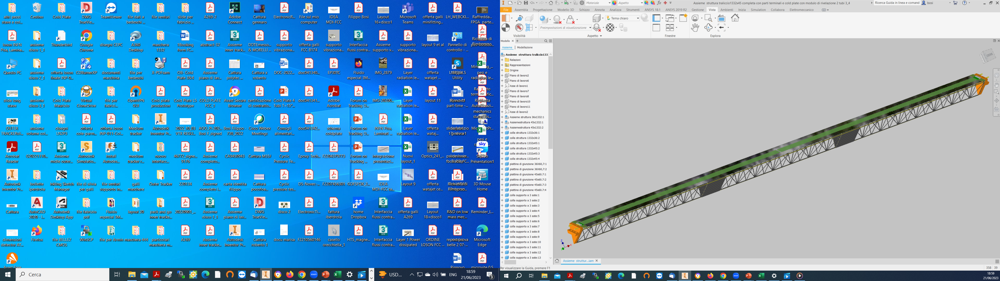 altri pezzi
stave e col...
Cestino
Cold Plate
DWG
TrueVie...
TeamViewer
file dati a
bedeschi ...
file venturi
slide per
fabrizio ...
A269-2
Adobe
Connect
Cattura
gennaro
ElectronicR...
File sul mio
computer
IDEA
MDI-FCC
Filippo Bosi
Layout
16+disco1
Microsoft
Teams
offerta galli
minifitting...
LH_WEBCKI...
Raffredda...
FPGA_parte...
loson INFN
Pisa, Lamina...
assieme
disco 1_1
Thunderbird
Google
Chrome
disegni CEPC
A360
Desktop
maschera
1332
1Booking
form FC...
abstract-32
Assieme
inner track...
DDTEmesso...
& MORELLI ...
supporto
vibraziona...
offerta galli
FCC B174
supporto
vibraziona...
Interfaccia
flussi contra...
Assieme
supporto v...
supporto
vibraziona...
layout 9 et al
Pannello di
controllo - ...
Richiesta di
Rimborso
Questo PC
assieme
disco 2_1
offerta loson
finale INP-0...
CDBurnerXP
documenti
macchina
file per
bedeschi
X-PDFsam
OB- Cold
Plate 3&4
Assieme
piano di lav...
Cattura
polytec ...
Cattura x
roberto
DOC-2022...
doc041340...
EP30TC
Fluido
especial 3M...
IMG_2879
Layer
radiation le...
offerta
watajet ...
Utility
pesi e
radiation le...
slide long
stave
assieme
disco 3_1
Cold Plate
Maurizio
Virtual
CloneDrive
file per
fabrizi...
OpenVPN
GUI
Cold plate
production
Cold Plate L5
Prototype
COLD PLATE
FCC_1
Avast Secure
Browser
certificazione
di contratto...
Cold Plate 4
Tubi T=15°...
doc041341...
Adobe
Acrobat
Forum on
Tracking D...
IMG-20200...
Layer
radiation le...
layout 11
part-time -...
Richiesta
Autorizzazi...
mechanics
status Pis...
OUTER
TRACKERsli...
assieme
volume col...
disegni
LN2P3
offerta
cole-parm...
offerta loson
INP-011-Col...
Medium
tracker
Autodesk
Inventor Pr...
2022_10_03
VTX REGU...
AOO_PI-202...
Bosi F_signed
Bosi Filippo -
730_2022
Cisco Webex
Meetings
Consigli
alimentari...
doc041342...
schema
coldplate
Forum on
Tracking D...
INFN Pisa,
Laminati ...
Layer
radiation le...
offerta
wataj...
pesi e
Acrobat
Reader
G20221110...
Assieme
midle outer...
Autodesk
Simulatio...
Install
Autodes...
medium
tracker r...
nuovo
interfacc...
46772_signe...
9176
Assieme
completo...
CA9450943
Cattura M55J
Cyclic
Pressure Te...
Epoxy-Tech...
F2204379773
Forum on
Tracking ...
integrazione
presentazi...
Nuovi
layout_1
Optics_241_...
sky
Présentation1
Autodesk
Inventor Pr...
bollette
iperdrola
Inkling Sketch
Manager
file di silvia
per galli
file venturi
supporto in...
galli
maschere
Outer Tracker
220134
Assieme
completo l...
carta identita
filippo
Cattura
pocofoa...
Cyclic
pressure tes...
DS-Novec-...
F2207456301
GDFSFOX_2...
IDEA
MDI-FCC ta...
Layout 9
offerta
watajet ce...
Rimborso...
3D Mouse
Home
Cattura
AutoCAD
2020 - I...
Autodesk
Desktop App
file fabrizio
pdf
Fluido
especial 3M...
layout 20
pack and go
inner tracke...
20220901_...
Assieme
disco 1_1
Assieme
piano di lav...
DWG
TrueVie...
disco 2
ElectronicTi...
fattura
iberdrola
home
Dropbox
Interfaccia
flussi contra...
offerta galli
A269
Layout
18+disco1
R&D on low
mass mec...
Reminder_L...
dimensioni
detector AT...
Firefox
file BELLE2
CMOS
WinSCP
file per Armin
maschera 444
particolari
maschera m...
A269
Assieme
inner tracke...
Autodesk
Inventor Pr...
Cattura
roberto 1
docu marisa
F2210560146
casello
orecchiella_1
HTS_magne...
Interfaccia
flussi contra...
Layer 1 Power
dissipated
ORDINE
LOSON FCC ...
report prova
belle 2 07-...
Microsoft
Edge
Avast Free
Rinnovo
microvite 0.5
Cerca
USD...
ENG
18:59
21/06/2023
3
Materiale
Aspetto
Assieme struttura traliccio1332x45 completa con parti terminali e cold plate con modulo di rivelazione 2 tubi 3_4
Ricerca Guida in linea e comand
bosi
File
Assembla
Progettazione
Modello 3D
Schizzo
Annota
Analizza
Strumenti
ANSYS 18.1
ANSYS 2019 R2
Gestione
Vista
Ambienti
Inizia
Simulation
Collabora
Elettromeccanico
Tema chiaro
Preimpostazioni di visualizzazione
Visibilità
Aspetto
Finestre
Esplora
Modello
Assieme
Modellazione
Assieme struttura traliccio133
Relazioni
Rappresentazioni
Origine
Piano di lavoro2
Piano di lavoro6
Asse di lavoro1
Piano di lavoro7
Piano di lavoro8
Piano di lavoro10
Piano di lavoro11
Asse di lavoro2
Assieme struttura 36x1332:1
Assiemestruttura 45x1332:1
Assiemestruttura 45x1332:2
colla struttura 1332x36:1
colla struttura 1332x36:2
colla struttura 1332x45:1
colla struttura 1332x45:2
colla struttura 1332x45:3
colla struttura 1332x45:4
piattina di giunzione 36X60,7:1
piattina di giunzione 36X60,7:2
piattina di giunzione 45x60.7:1
piattina di giunzione 45x60.7:2
piattina di giunzione 45x60.7:3
piattina di giunzione 45x60.7:4
colla supporto a 3 aste:1
colla supporto a 3 aste:2
colla supporto a 3 aste:3
colla supporto a 3 aste:4
colla supporto a 3 aste:5
colla supporto a 3 aste:6
colla supporto a 3 aste:7
colla supporto a 3 aste:8
colla supporto a 3 aste:9
colla supporto a 3 aste:10
colla supporto a 3 aste:11
colla supporto a 3 aste:12
colla supporto a 3 aste:13
Z
X
Assieme struttur...iam
Per visualizzare la Guida, premere F1
358
39
18:59
21/06/2023